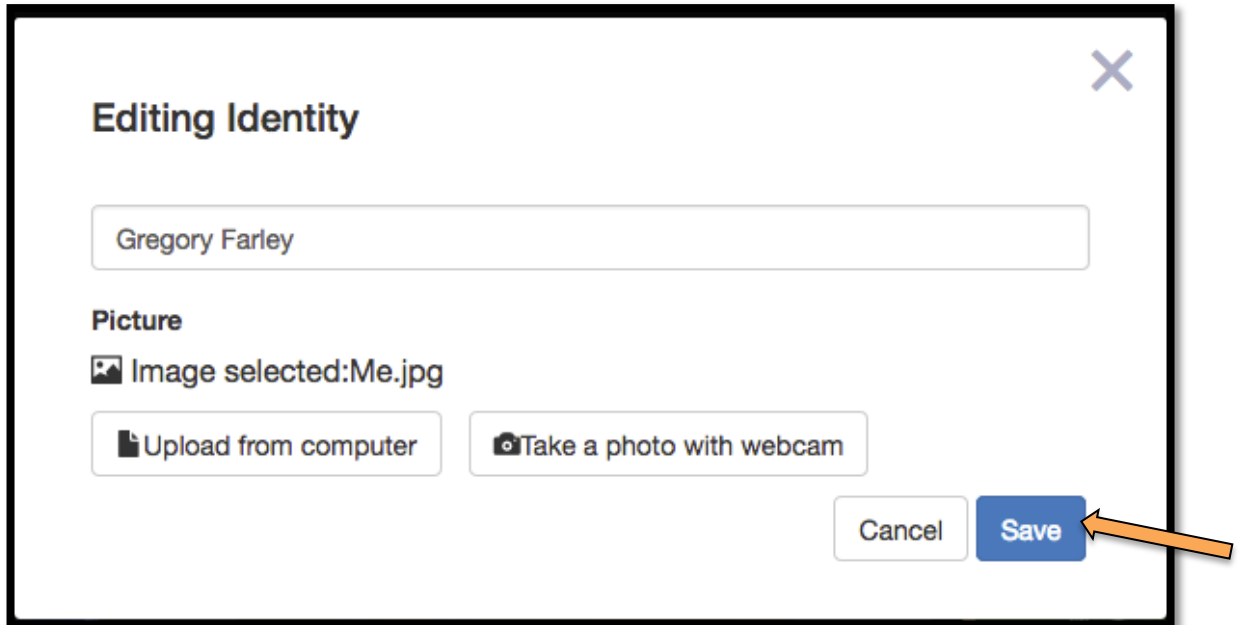 Editing Identity
Gregory Farley
Picture
Image selected:Me.jpg
Upload from computer Take a photo with webcam
Cancel Save